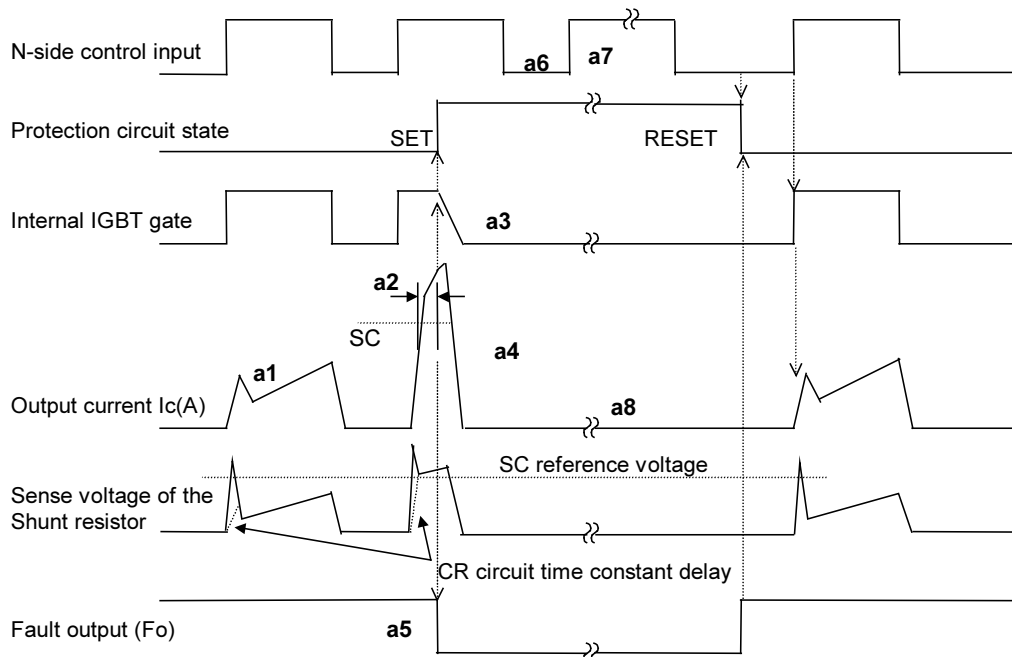 N-side control input
a6
a7
Protection circuit state
SET
RESET
Internal IGBT gate
a3
a2
SC
a4
a1
Output current Ic(A)
a8
SC reference voltage
Sense voltage of the
Shunt resistor
CR circuit time constant delay
Fault output (Fo)
a5